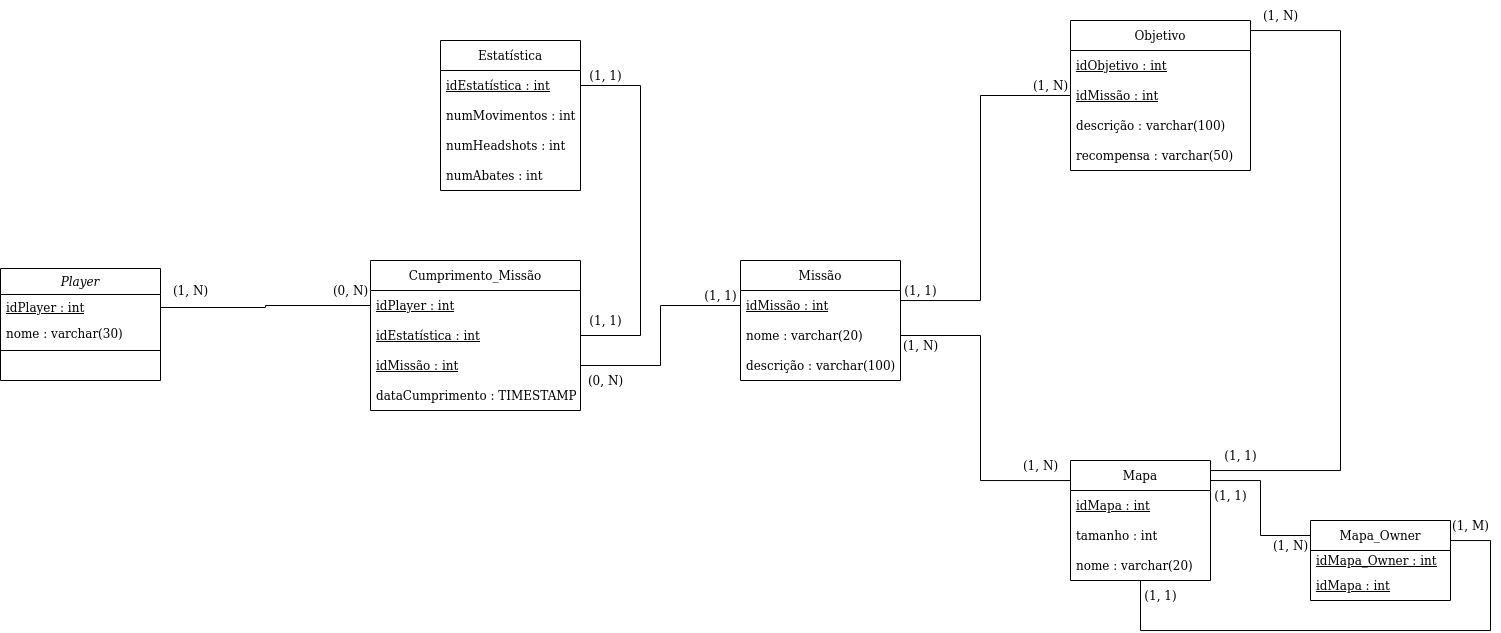 Estatística
idEstatística : int
numMovimentos : int
numHeadshots : int
numAbates : int
(1, 1)
Objetivo
idObjetivo : int
idMissão : int
descrição : varchar(100)
recompensa : varchar(50)
(1, N)
(1, N)
Player
idPlayer : int
nome : varchar(30)
(1, N)
(0, N)
Cumprimento_Missão
idPlayer : int
idEstatística : int
idMissão : int
dataCumprimento : TIMESTAMP
(1, 1)
(0, N)
(1, 1)
Missão
idMissão : int
nome : varchar(20)
descrição : varchar(100)
(1, 1)
(1, N)
(1, N)
Mapa
idMapa : int
tamanho : int
nome : varchar(20)
(1, 1)
(1, 1)
(1, 1)
(1, N)
Mapa_Owner
idMapa_Owner : int
idMapa : int
(1, M)